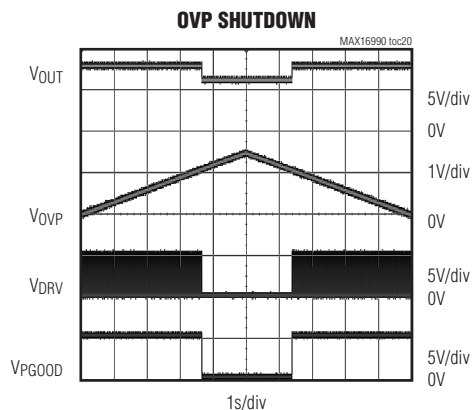 OVP SHUTDOWN
MAX16990 toc20
VOUT
5V/div
0V
1V/div
VOVP
0V
VDRV
5V/div
0V
VPGOOD
5V/div
0V
1s/div